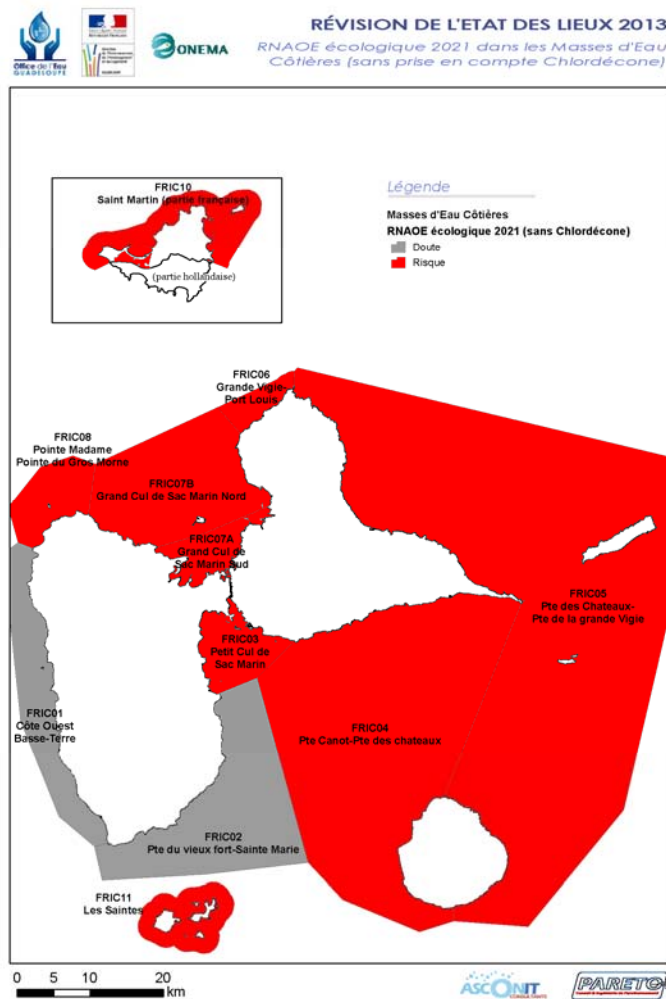 Office de l'Eau
GUADELOUPE
ONEMA
RÉVISION DE L'ETAT DES LIEUX 2013
RNAOE écologique 2021 dans les Masses d'Eau
Côtières (sans prise en compte Chlordécone)
FRIC10
Saint Martin (partie française)
(partie hollandaise)
Légende
Masses d'Eau Côtières
RNAOE écologique 2021 (sans Chlordécone)
Doute
Risque
FRIC06
Grande Vigie-
Port Louis
FRIC08
Pointe Madame
Pointe du Gros Morne
FRIC07B
Grand Cul de Sac Marin Nord
FRIC07A
Grand Cul de
Sac Marin Sud
FRIC05
Pte des Chateaux-
Pte de la grande Vigie
FRIC03
Petit Cul de
Sac Marin
FRIC01
Côte Ouest
Basse-Terre
FRIC04
Pte Canot-Pte des chateaux
FRIC02
Pte du vieux fort-Sainte Marie
FRIC11
Les Saintes
0 5 10 20
km
ASCONIT
CONSULTANTS
PARETO